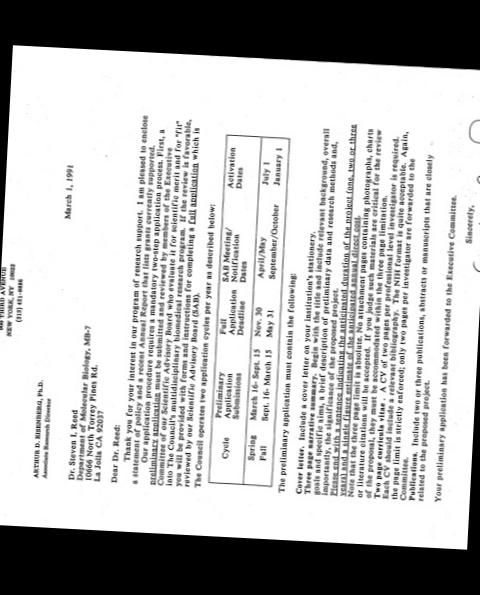 900 THIRD AVENUE
NEW YORK, NY 10022
(212) 421-8885
ARTHUR D. EISENBERG, Ph.D.
Associate Research Director
March 1, 1991
Dr. Steven I. Reed
Department of Molecular Biology, MB-7
10666 North Torrey Pines Rd.
La Jolla CA 92037
Dear Dr. Reed:
Thank you for your interest in our program of research support. I am pleased to enclose
a statement of policy and a recent Annual Report that lists grants currently supported.
Our application procedure requires a mandatory two-step application process. First, a
preliminary application must be submitted and reviewed by members of the Executive
Committee of our Scientific Advisory Board who examine it for scientific merit and for "fit"
into The Council's multidisciplinary biomedical research program. If the review is favorable,
you will be provided with forms and instructions for completing a full application which is
reviewed by our Scientific Advisory Board (SAB).
The Council operates two application cycles per year as described below:
Cycle Preliminary Application Submissions Full Application Deadline SAB Meeting/ Notification Dates Activation Dates
Spring March 16- Sept. 15 Nov. 30 April/May July 1
Fall Sept. 16- March 15 May 31 September/October January 1
The preliminary application must contain the following:
Cover letter. Include a cover letter on your institution's stationery.
Three page narrative summary. Begin with the title and include relevant background, overall
goals and specific aims, a brief description of preliminary data and research methods and,
importantly, the significance of the proposed project.
Please end with a sentence indicating the anticipated duration of the project (one, two or three
years) and a single figure estimate of the anticipated annual direct cost.
Note that the three page limit is absolute. No attachment pages containing photographs, charts
or literature citations will be accepted. If you judge such materials are critical for the review
of the proposal, they must be accommodated within the three page limitation.
Two page curricula vitae. A CV of two pages per professional level investigator is required.
Each CV should include a relevant bibliography. The NIH format is quite acceptable. Again,
the page limit is strictly enforced; only two pages per investigator are forwarded to the
Committee.
Publications. Include two or three publications, abstracts or manuscripts that are closely
related to the proposed project.
Your preliminary application has been forwarded to the Executive Committee.
Sincerely,